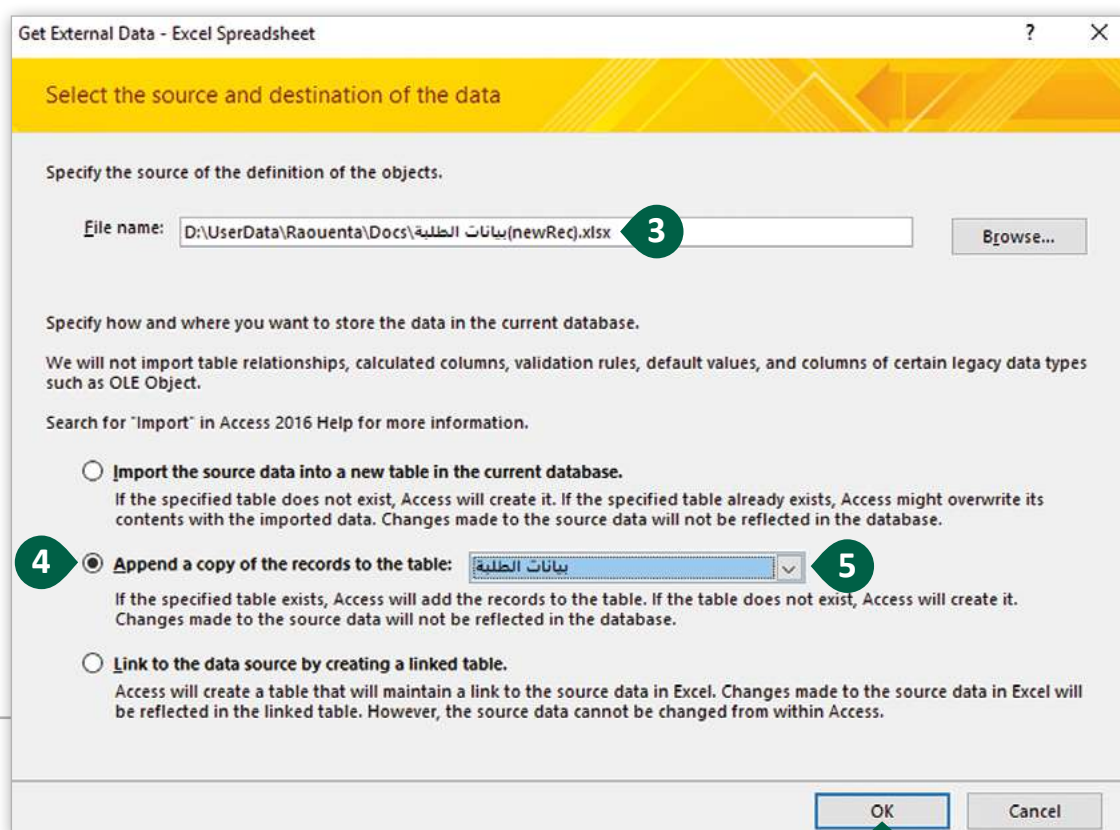 Get External Data - Excel Spreadsheet ? ×
Select the source and destination of the data
Specify the source of the definition of the objects.
File name: D:\UserData\Raouenta\Docs\بيانات الطلبة(newRec).xlsx 3 Browse...
Specify how and where you want to store the data in the current database.
We will not import table relationships, calculated columns, validation rules, default values, and columns of certain legacy data types
such as OLE Object.
Search for "Import" in Access 2016 Help for more information.
Import the source data into a new table in the current database.
If the specified table does not exist, Access will create it. If the specified table already exists, Access might overwrite its
contents with the imported data. Changes made to the source data will not be reflected in the database.
4 Append a copy of the records to the table: بيانات الطلبة 5
If the specified table exists, Access will add the records to the table. If the table does not exist, Access will create it.
Changes made to the source data will not be reflected in the database.
Link to the data source by creating a linked table.
Access will create a table that will maintain a link to the source data in Excel. Changes made to the source data in Excel will
be reflected in the linked table. However, the source data cannot be changed from within Access.
OK Cancel